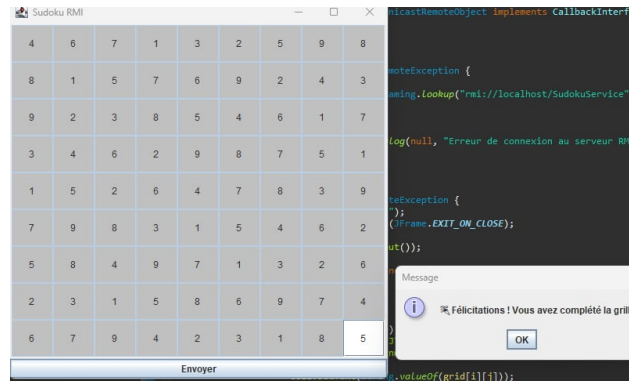 Sudoku RMI
4 6 7 1 3 2 5 9 8
8 1 5 7 6 9 2 4 3
9 2 3 8 5 4 6 1 7
3 4 6 2 9 8 7 5 1
1 5 2 6 4 7 8 3 9
7 9 8 3 1 5 4 6 2
5 8 4 9 7 1 3 2 6
2 3 1 5 8 6 9 7 4
6 7 9 4 2 3 1 8 5
Envoyer
nicastRemoteObject implements CallbackInterf
moteException {
aming.lookup("rmi://localhost/SudokuService"
Log(null, "Erreur de connexion au serveur RM
teException {
");
(JFrame.EXIT_ON_CLOSE);
ut());
Message
Félicitations ! Vous avez complété la gril
OK
g.valueOf(grid[i][j]));